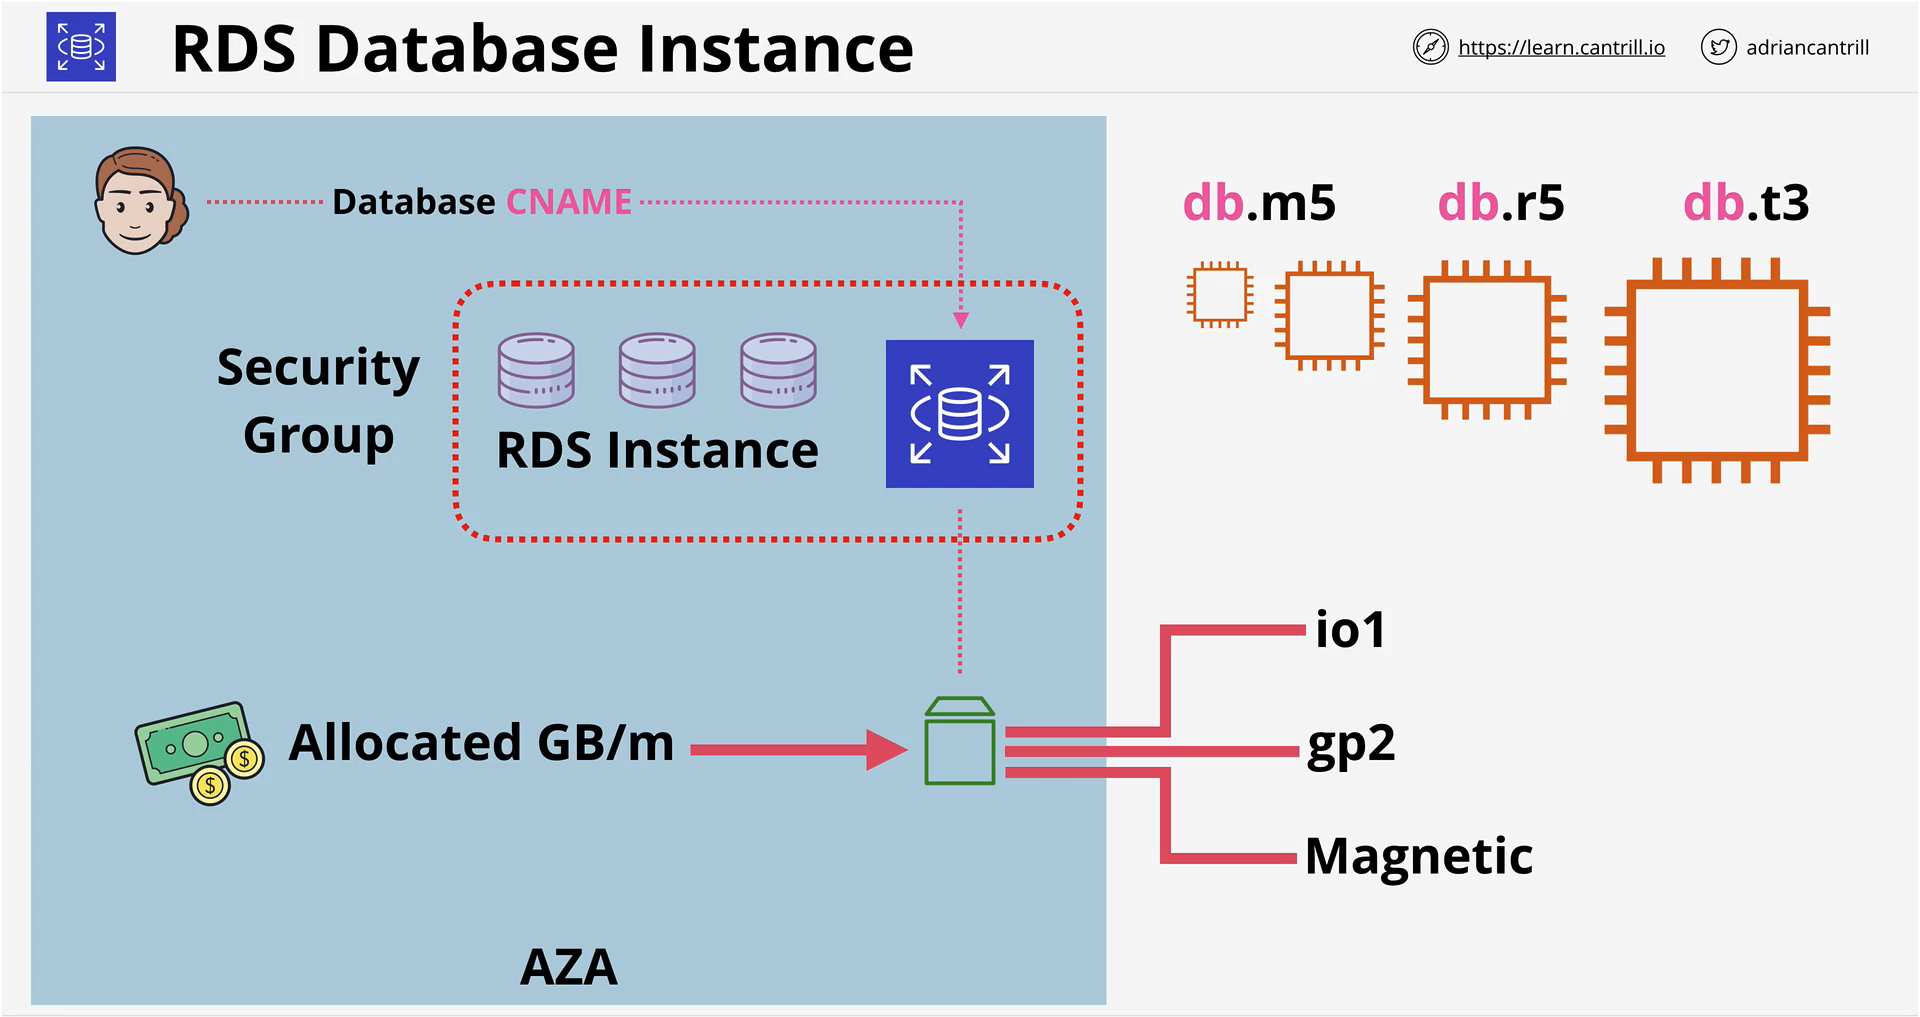 RDS Database Instance
https://learn.cantrill.io
adriancantrill
Database CNAME
Security
Group
RDS Instance
Allocated GB/m
AZA
db.m5
db.r5
db.t3
io1
gp2
Magnetic
$
$